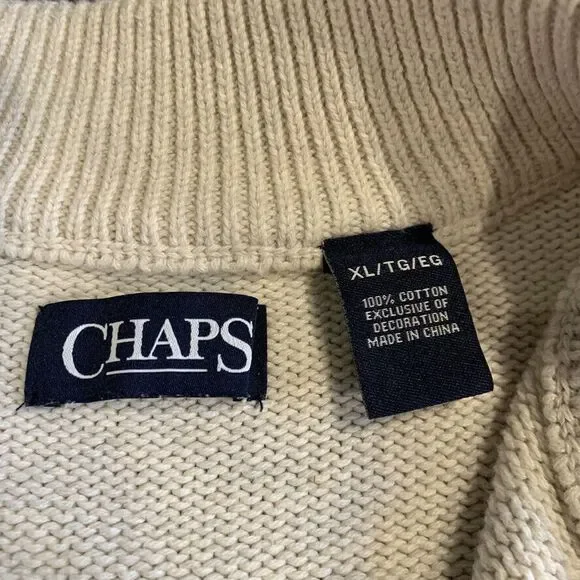 CHAPS
XL/TG/EG
100% COTTON
EXCLUSIVE OF
DECORATION
MADE IN CHINA